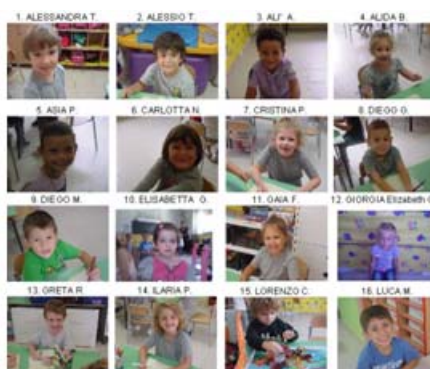 1. ALESSANDRA T. 2. ALESSIO T. 3. ALI' A. 4. ALIDA B.
5. ASIA P. 6. CARLOTTA N. 7. CRISTINA P. 8. DIEGO G.
9. DIEGO M. 10. ELISABETTA G. 11. GAIA F. 12. GIORGIA Elizabeth
13. GRETA R 14. ILARIA P. 15. LORENZO C. 16. LUCA M.